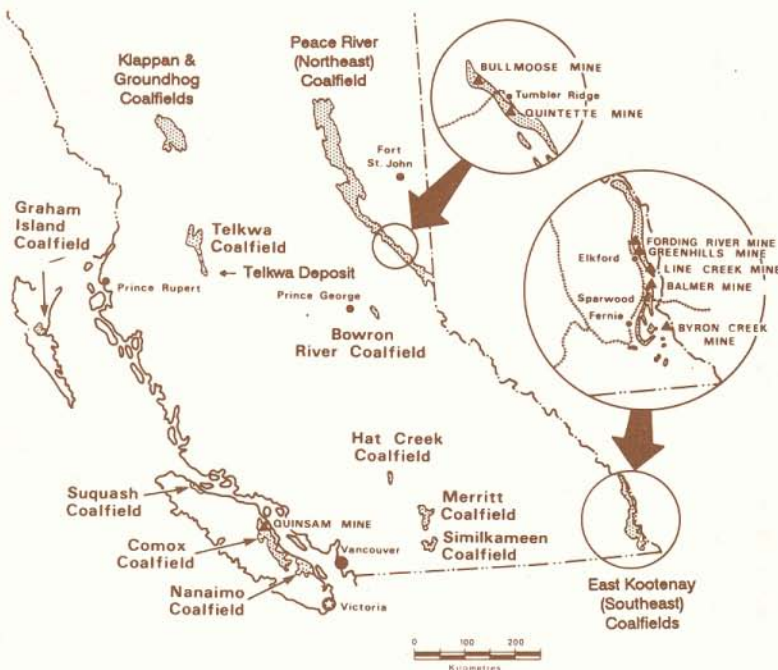 Klappan &
Groundhog
Coalfields
Peace River
(Northeast)
Coalfield
BULLMOOSE MINE
Tumbler Ridge
QUINTETTE MINE
Fort
St. John
Graham
Island
Coalfield
Telkwa
Coalfield
Telkwa Deposit
Prince Rupert
Prince George
Bowron
River Coalfield
FORDING RIVER MINE
GREENHILLS MINE
Elkford
LINE CREEK MINE
BALMER MINE
Sparwood
Fernie
BYRON CREEK
MINE
Hat Creek
Coalfield
Suquash
Coalfield
QUINSAM MINE
Merritt
Coalfield
Comox
Coalfield
Vancouver
Similkameen
Coalfield
Nanaimo
Coalfield
Victoria
East Kootenay
(Southeast)
Coalfields
0 100 200
Kilometres